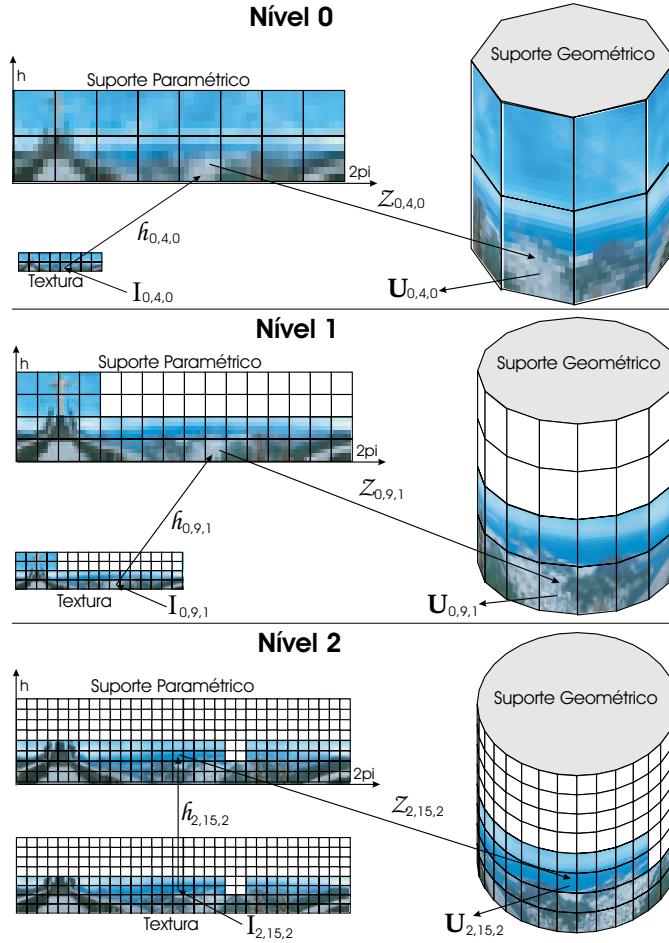 Nível 0
Suporte Paramétrico
Suporte Geométrico
h
2pi
Z0,4,0
h0,4,0
Textura
I0,4,0
U0,4,0
Nível 1
Suporte Paramétrico
Suporte Geométrico
h
2pi
Z0,9,1
h0,9,1
Textura
I0,9,1
U0,9,1
Nível 2
Suporte Paramétrico
Suporte Geométrico
h
2pi
Z2,15,2
h2,15,2
Textura
I2,15,2
U2,15,2